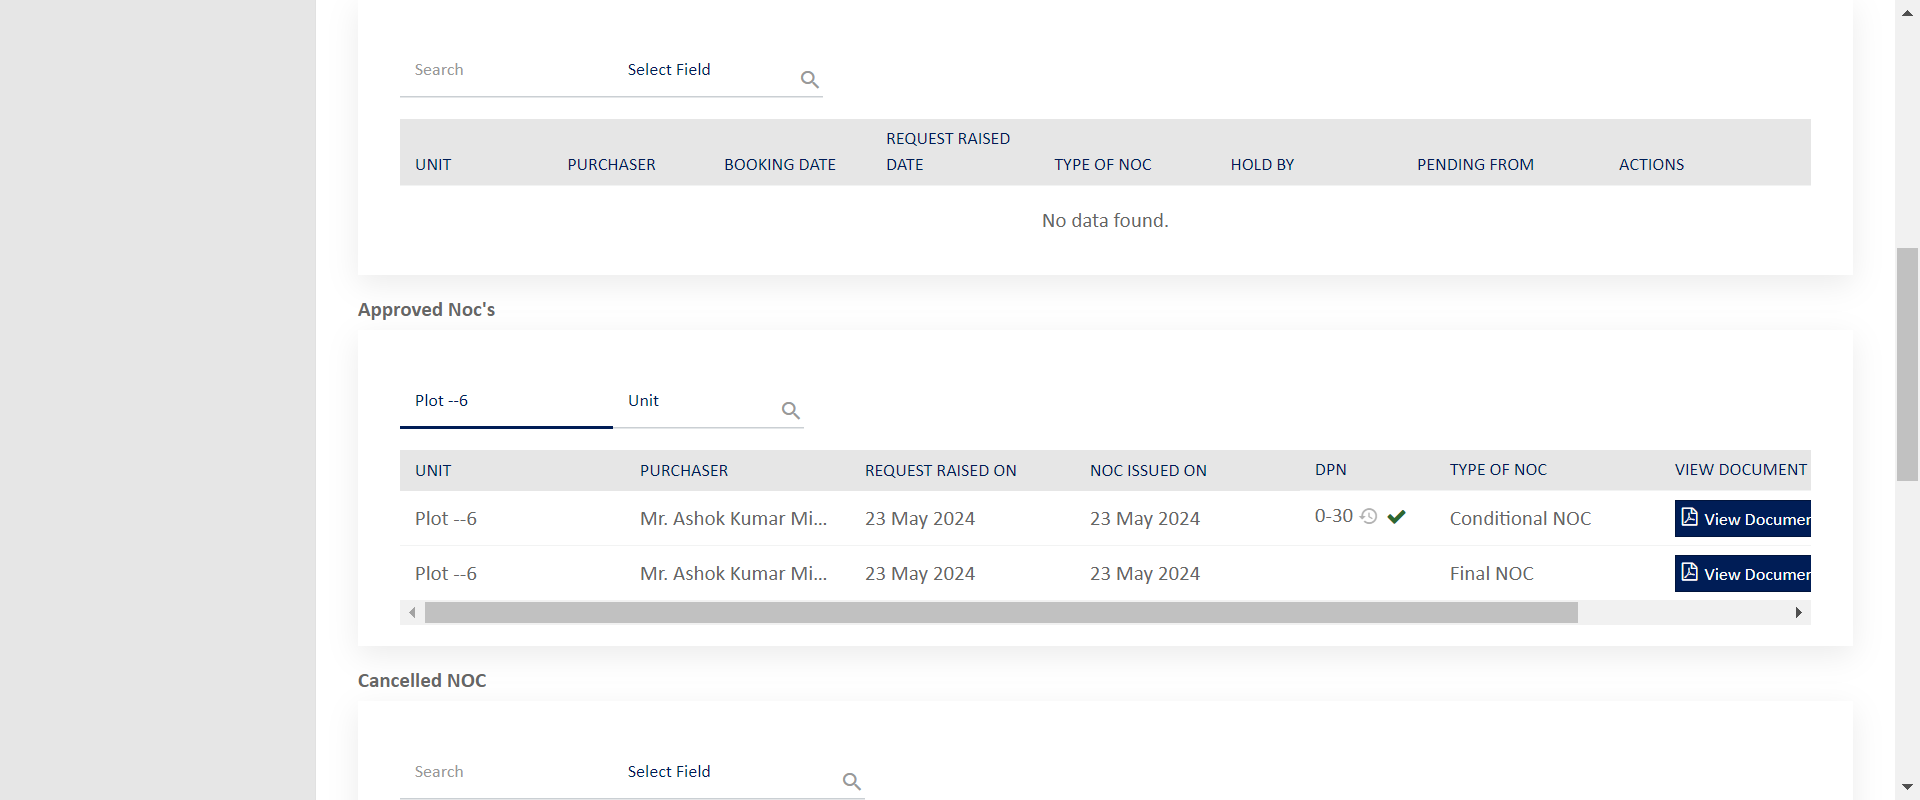 Search Select Field
UNIT PURCHASER BOOKING DATE REQUEST RAISED DATE TYPE OF NOC HOLD BY PENDING FROM ACTIONS
No data found.
Approved Noc's
Plot --6 Unit
UNIT PURCHASER REQUEST RAISED ON NOC ISSUED ON DPN TYPE OF NOC VIEW DOCUMENT
Plot --6 Mr. Ashok Kumar Mi... 23 May 2024 23 May 2024 0-30 Conditional NOC View Documen
Plot --6 Mr. Ashok Kumar Mi... 23 May 2024 23 May 2024 Final NOC View Documen
Cancelled NOC
Search Select Field